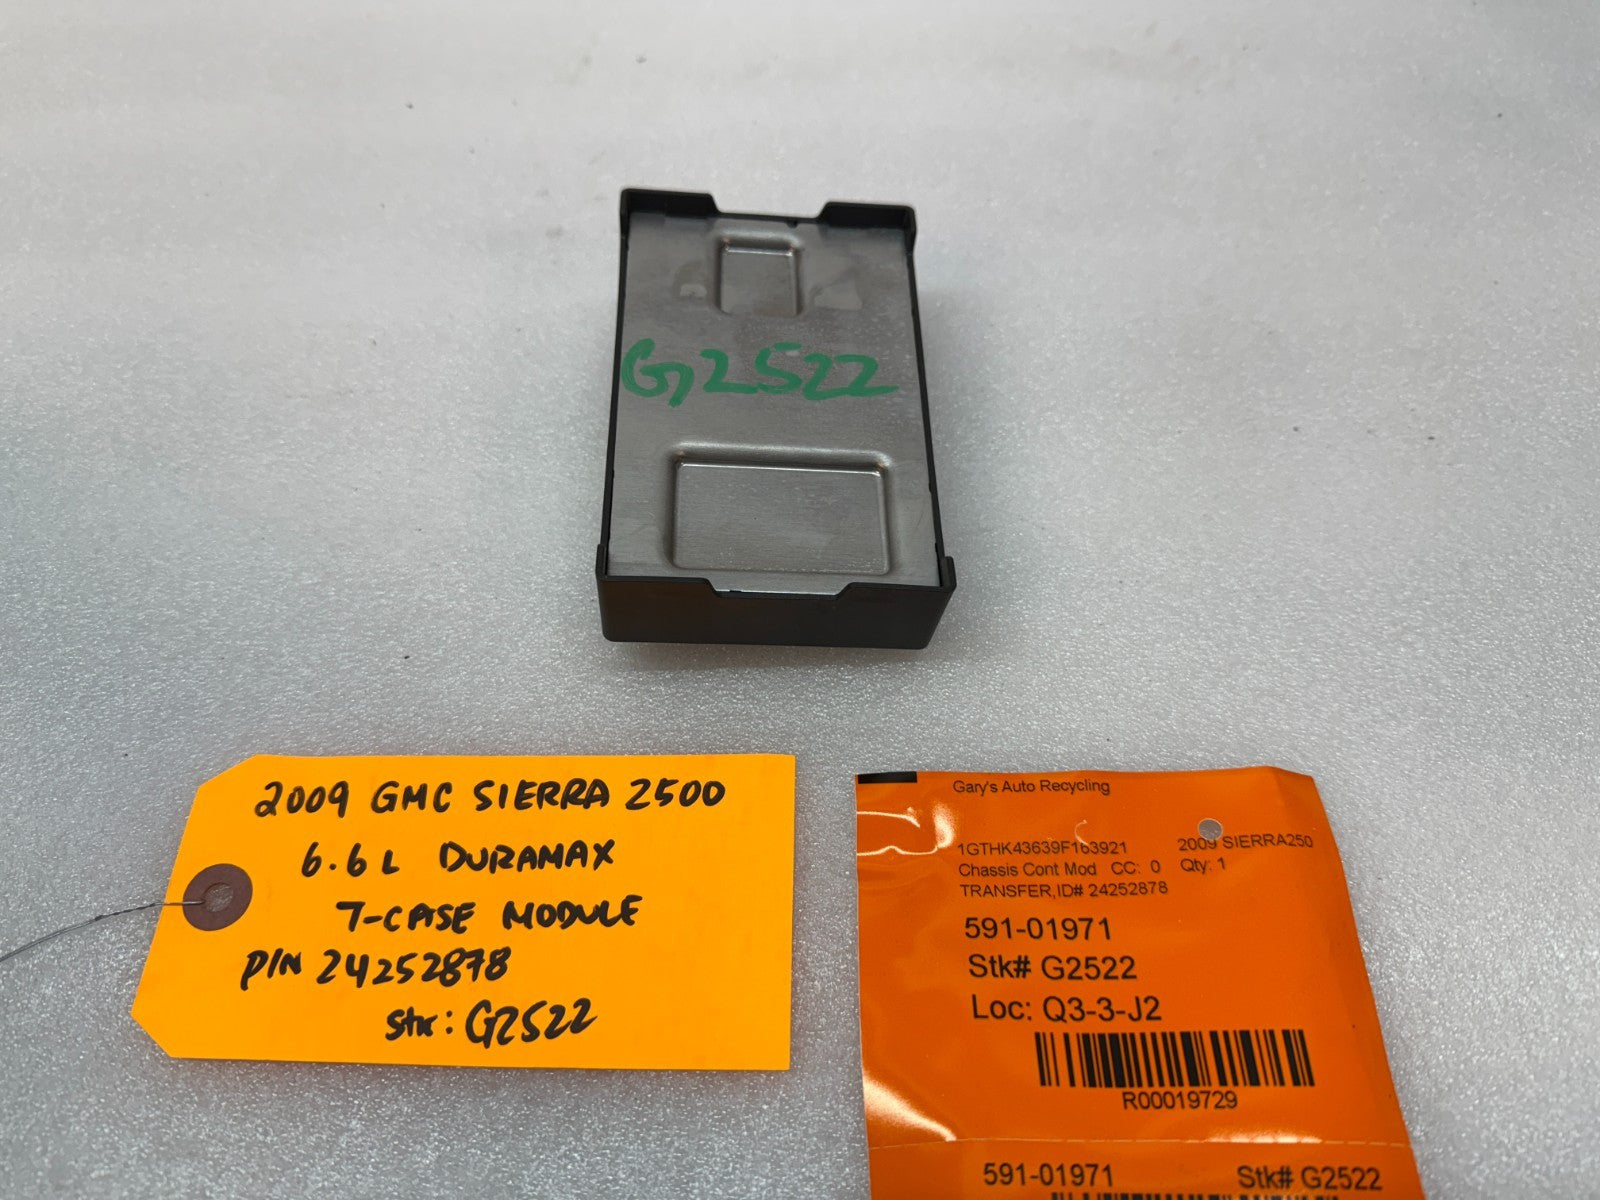 G2522
2009 GMC SIERRA 2500
6.6L DURAMAX
T-CASE MODULE
P/N 24252878
Stk: G2522
Gary's Auto Recycling
1GTHK43639F163921 2009 SIERRA250
Chassis Cont Mod CC: 0 Qty: 1
TRANSFER,ID# 24252878
591-01971
Stk# G2522
Loc: Q3-3-J2
R00019729
591-01971 Stk# G2522